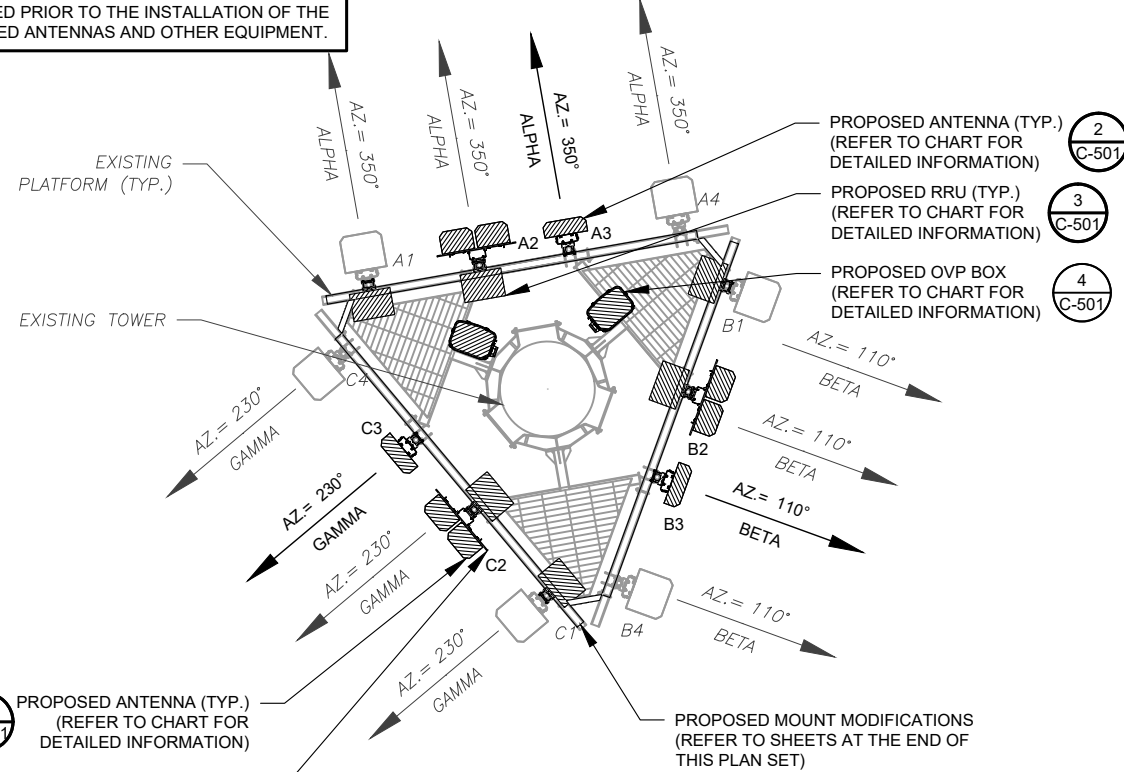 ED PRIOR TO THE INSTALLATION OF THE
ED ANTENNAS AND OTHER EQUIPMENT.
AZ.= 350°
ALPHA
AZ.= 350°
ALPHA
AZ.= 350°
ALPHA
AZ.= 350°
ALPHA
EXISTING
PLATFORM (TYP.)
EXISTING TOWER
A1
A2
A3
A4
PROPOSED ANTENNA (TYP.)
(REFER TO CHART FOR
DETAILED INFORMATION)
2
C-501
PROPOSED RRU (TYP.)
(REFER TO CHART FOR
DETAILED INFORMATION)
3
C-501
PROPOSED OVP BOX
(REFER TO CHART FOR
DETAILED INFORMATION)
4
C-501
B1
AZ.= 110°
BETA
B2
AZ.= 110°
BETA
B3
AZ.= 110°
BETA
B4
AZ.= 110°
BETA
C4
AZ.= 230°
GAMMA
C3
AZ.= 230°
GAMMA
C2
AZ.= 230°
GAMMA
C1
AZ.= 230°
GAMMA
1
PROPOSED ANTENNA (TYP.)
(REFER TO CHART FOR
DETAILED INFORMATION)
PROPOSED MOUNT MODIFICATIONS
(REFER TO SHEETS AT THE END OF
THIS PLAN SET)